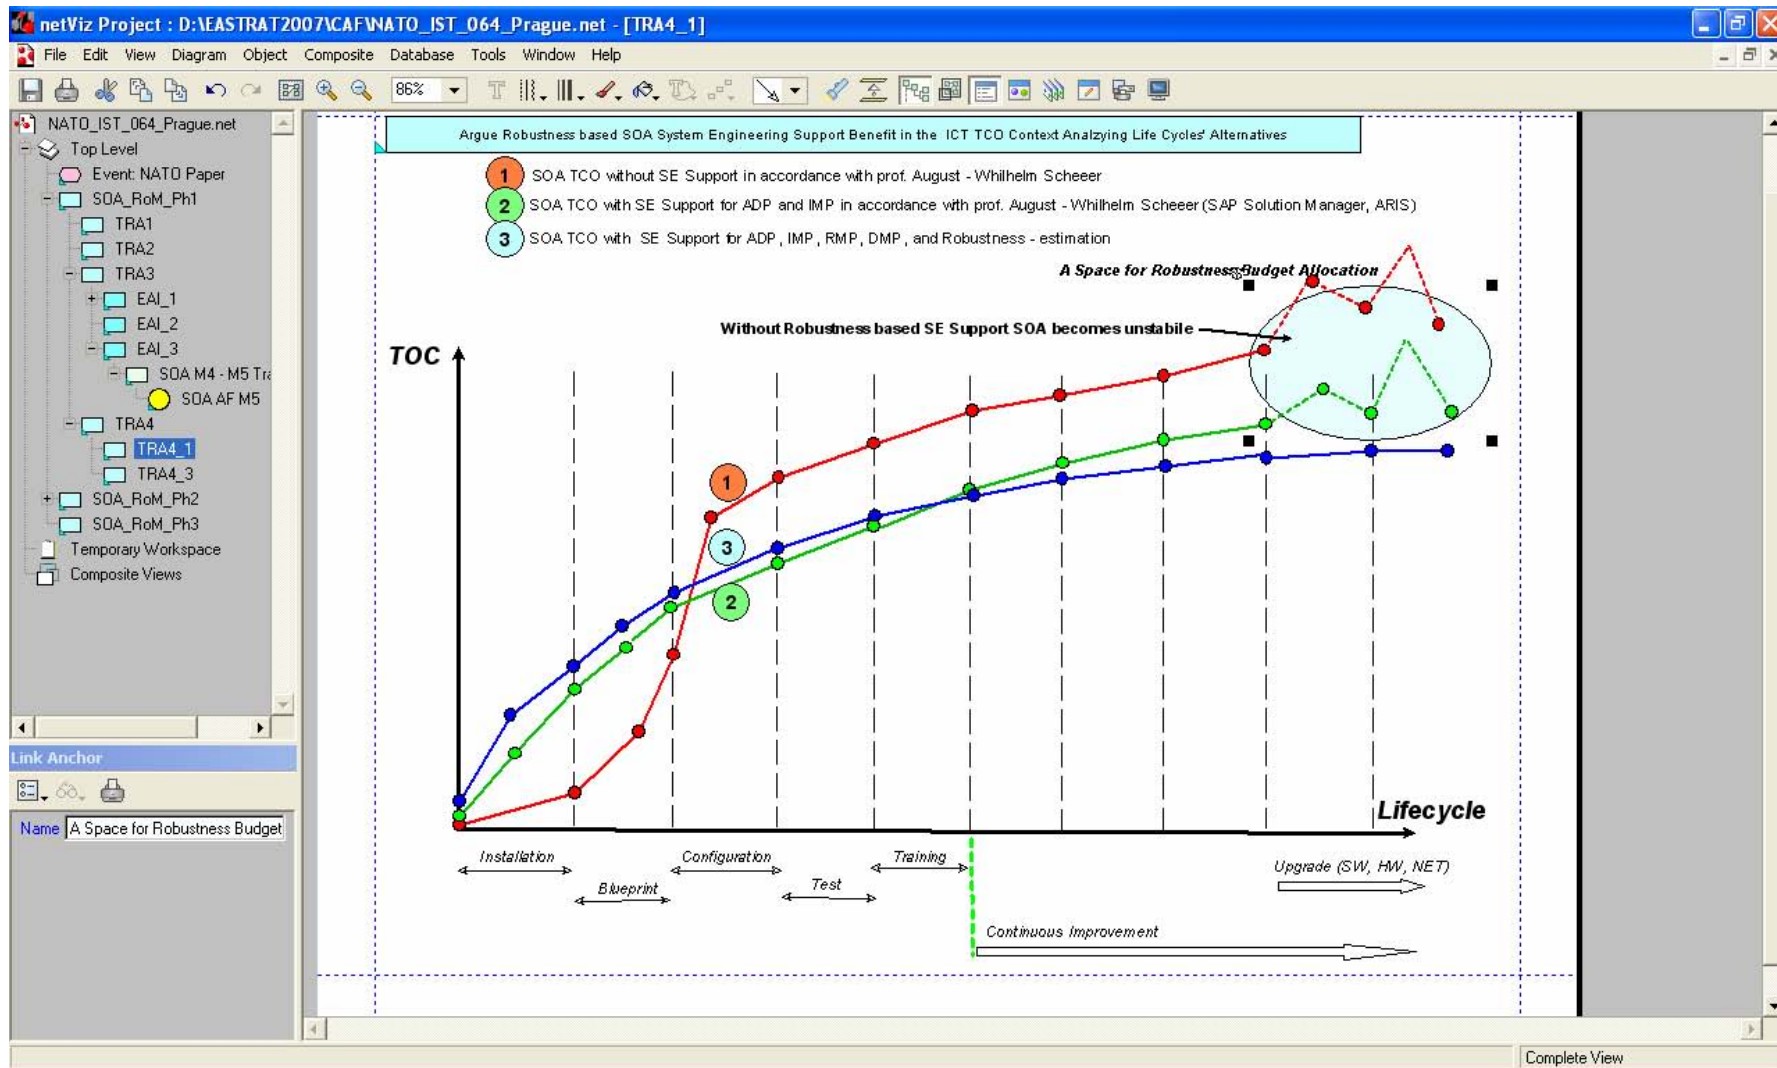 netViz Project : D:\EASTRAT2007\CAF\NATO_IST_064_Prague.net - [TRA4_1]
File Edit View Diagram Object Composite Database Tools Window Help
86%
NATO_IST_064_Prague.net
Top Level
Event: NATO Paper
SOA_RoM_Ph1
TRA1
TRA2
TRA3
EAI_1
EAI_2
EAI_3
SOA M4 - M5 Tra
SOA AF M5
TRA4
TRA4_1
TRA4_3
SOA_RoM_Ph2
SOA_RoM_Ph3
Temporary Workspace
Composite Views
Link Anchor
Name A Space for Robustness Budget
Argue Robustness based SOA System Engineering Support Benefit in the ICT TCO Context Analzying Life Cycles' Alternatives
1 SOA TCO without SE Support in accordance with prof. August - Whilhelm Scheeer
2 SOA TCO with SE Support for ADP and IMP in accordance with prof. August - Whilhelm Scheeer (SAP Solution Manager, ARIS)
3 SOA TCO with SE Support for ADP, IMP, RMP, DMP, and Robustness - estimation
A Space for Robustness Budget Allocation
Without Robustness based SE Support SOA becomes unstabile
TOC
1
3
2
Lifecycle
Installation
Configuration
Training
Upgrade (SW, HW, NET)
Blueprint
Test
Continuous Improvement
Complete View